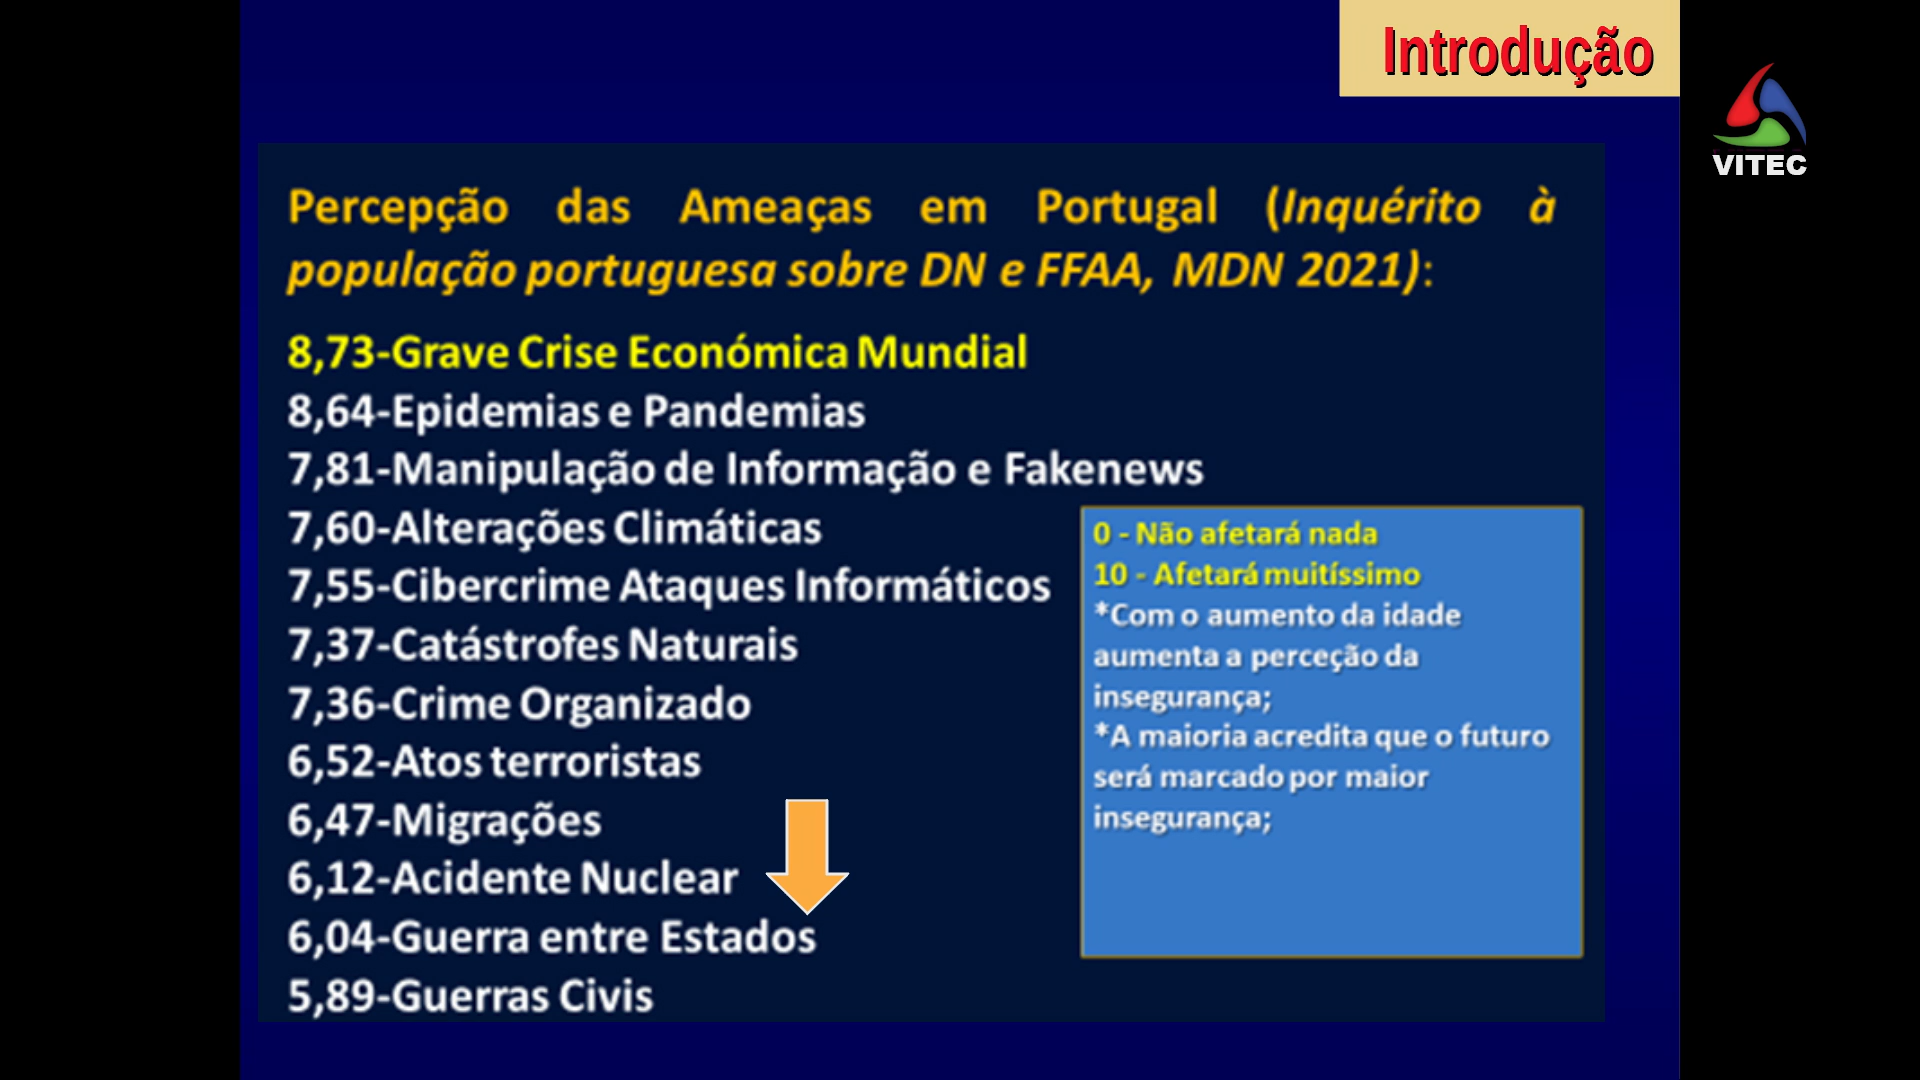 Introdução
VITEC
Percepção das Ameaças em Portugal (Inquérito à
população portuguesa sobre DN e FFAA, MDN 2021):
8,73-Grave Crise Económica Mundial
8,64-Epidemias e Pandemias
7,81-Manipulação de Informação e Fakenews
7,60-Alterações Climáticas
7,55-Cibercrime Ataques Informáticos
7,37-Catástrofes Naturais
7,36-Crime Organizado
6,52-Atos terroristas
6,47-Migrações
6,12-Acidente Nuclear
6,04-Guerra entre Estados
5,89-Guerras Civis
0 - Não afetará nada
10 - Afetará muitíssimo
*Com o aumento da idade
aumenta a perceção da
insegurança;
*A maioria acredita que o futuro
será marcado por maior
insegurança;